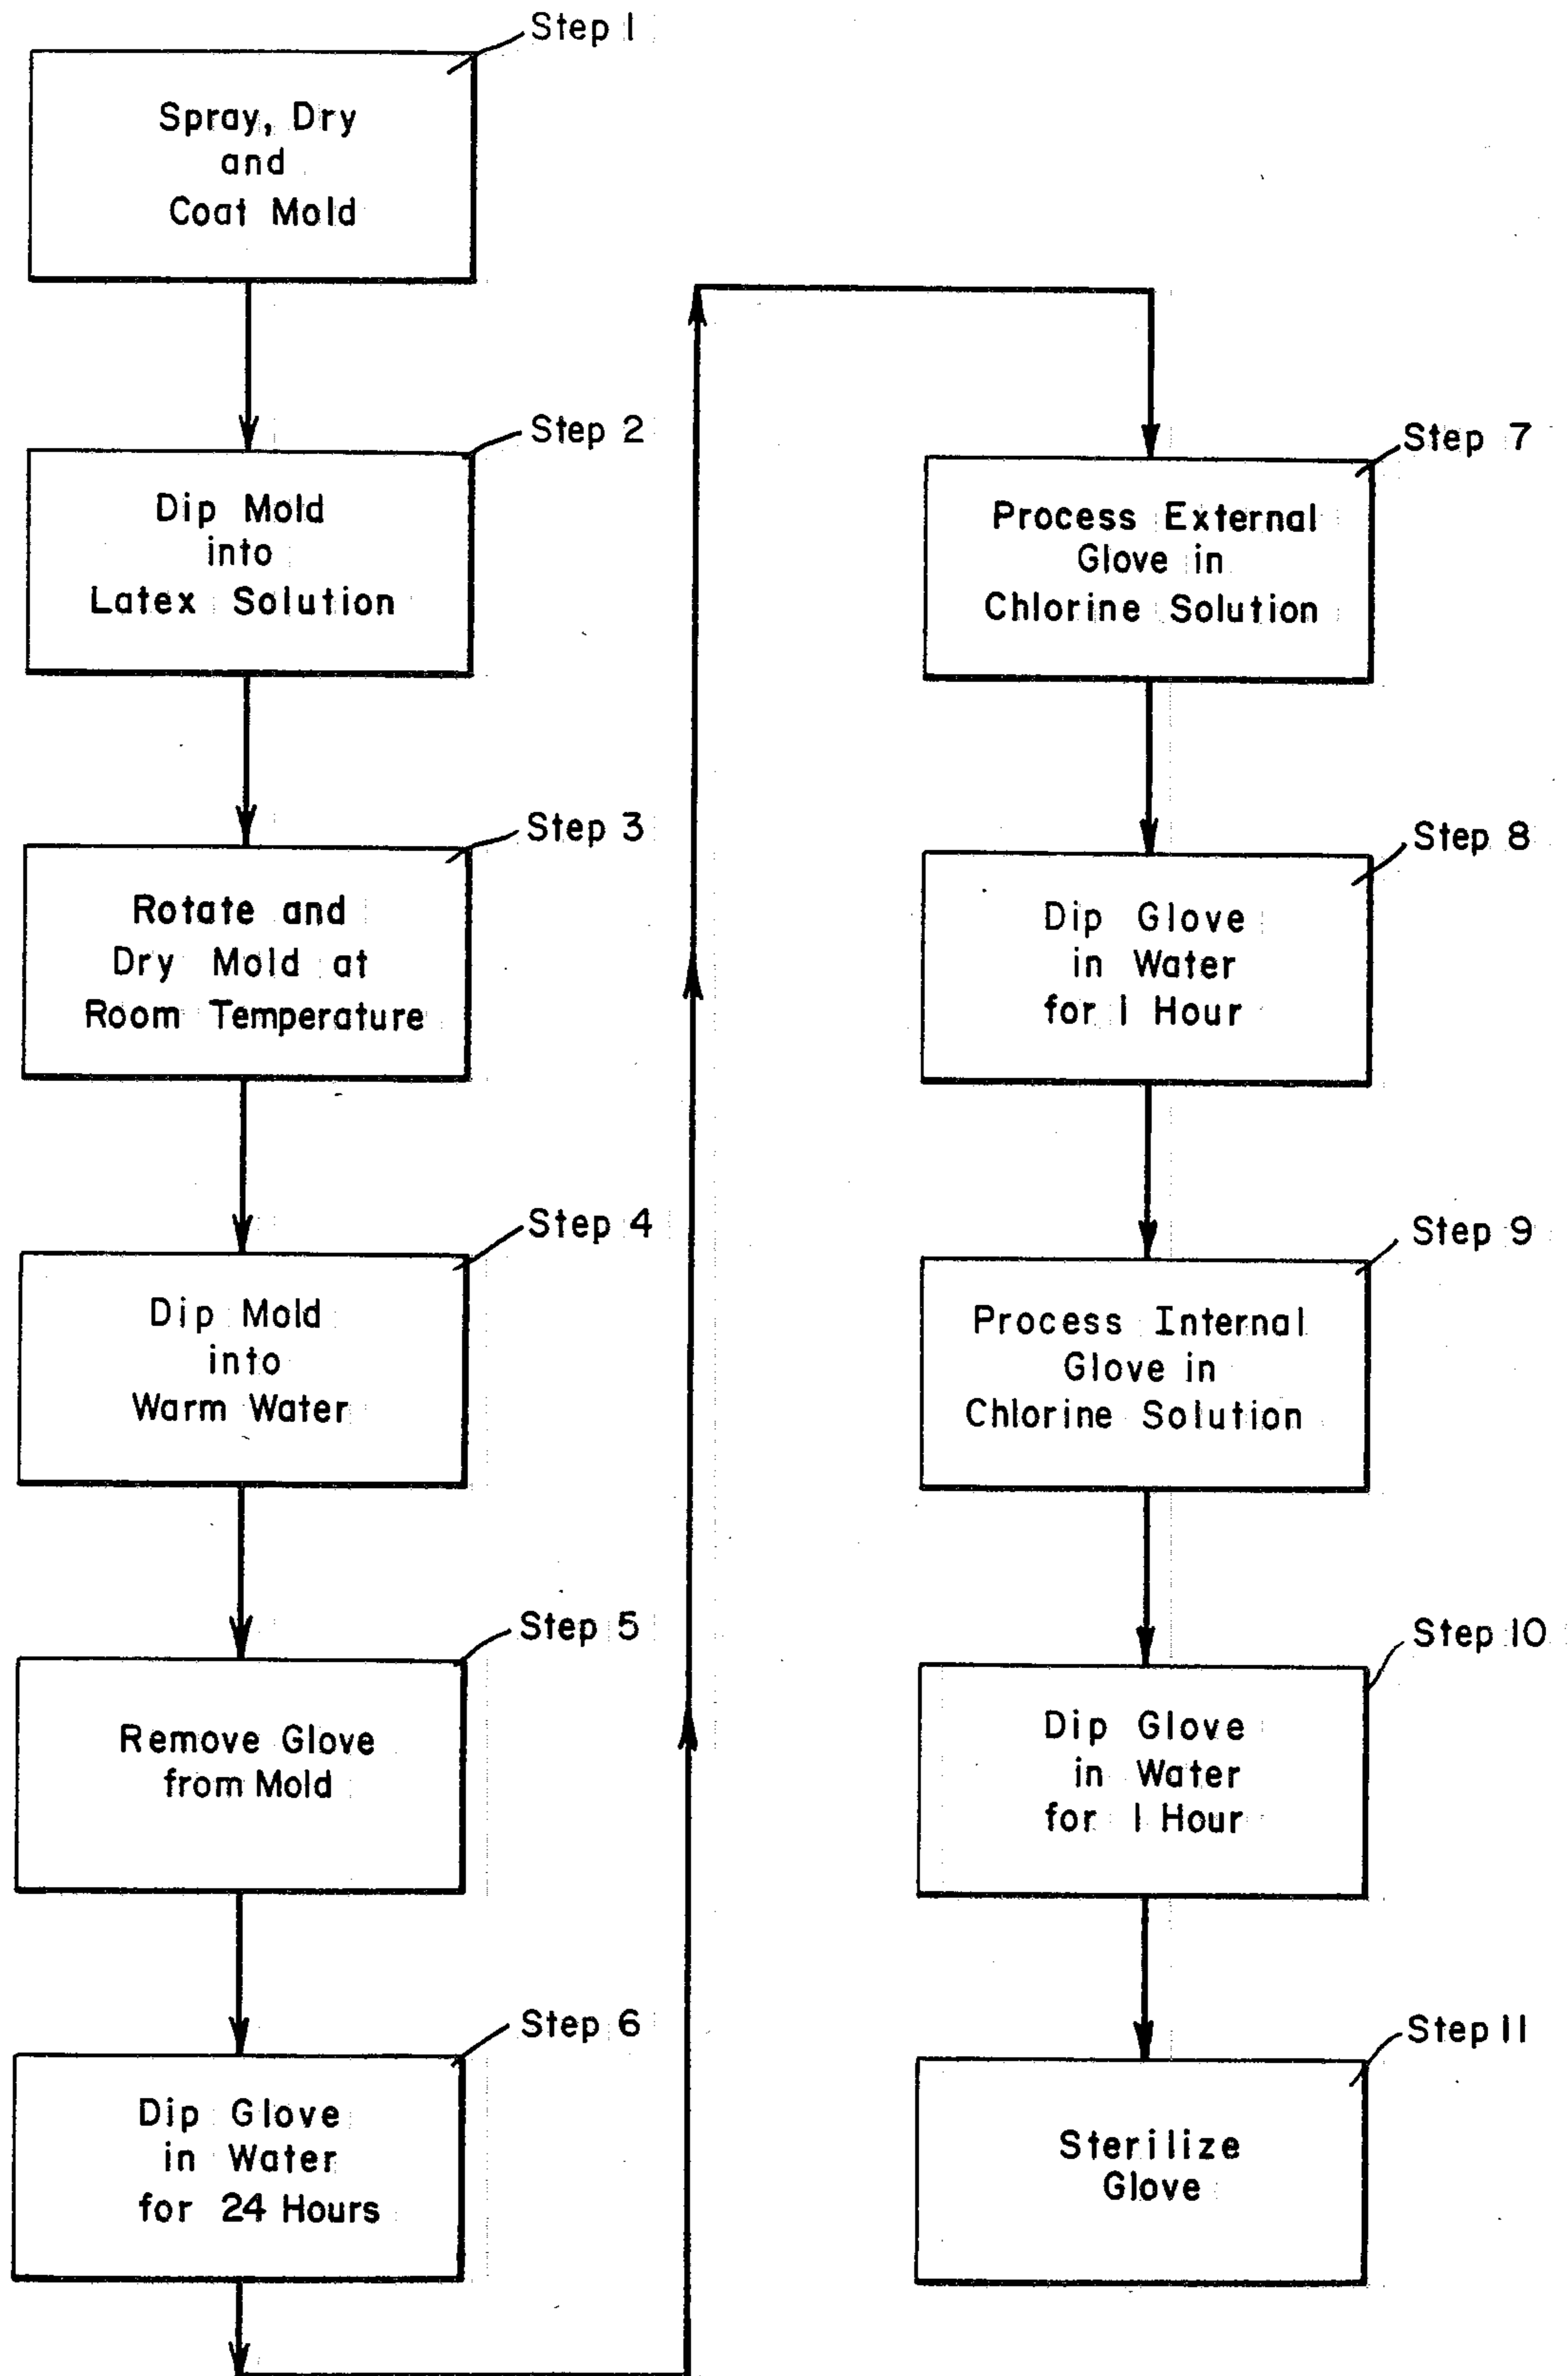 Step 1
Spray, Dry
and
Coat Mold
Step 2
Dip Mold
into
Latex Solution
Step 3
Rotate and
Dry Mold at
Room Temperature
Step 4
Dip Mold
into
Warm Water
Step 5
Remove Glove
from Mold
Step 6
Dip Glove
in Water
for 24 Hours
Step 7
Process External
Glove in
Chlorine Solution
Step 8
Dip Glove
in Water
for 1 Hour
Step 9
Process Internal
Glove in
Chlorine Solution
Step 10
Dip Glove
in Water
for 1 Hour
Step 11
Sterilize
Glove